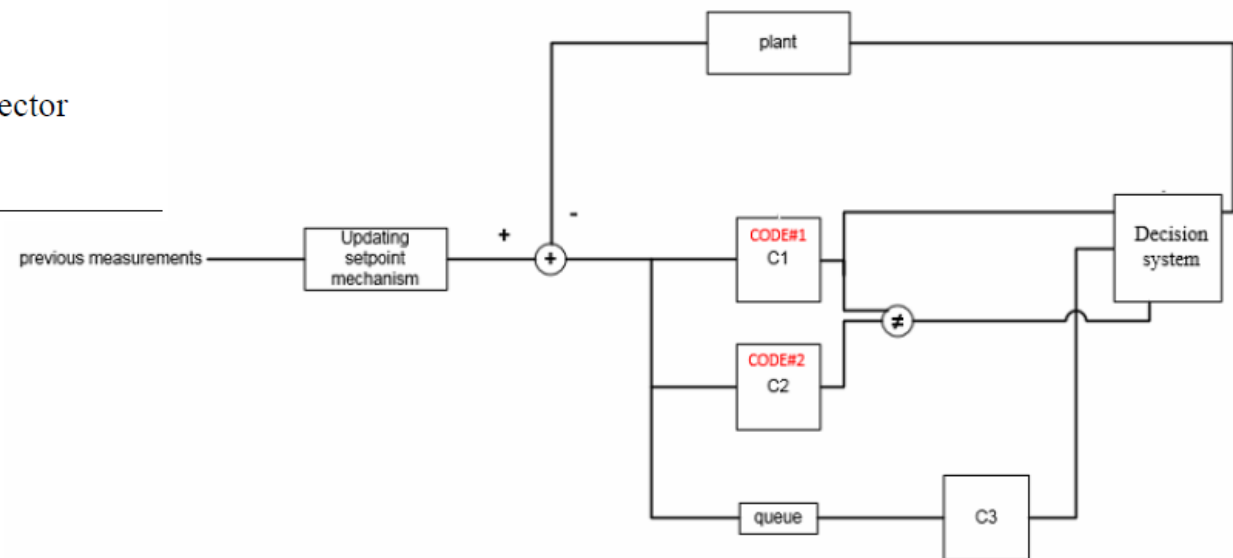 ector
plant
previous measurements
Updating
setpoint
mechanism
+
-
+
CODE#1
C1
CODE#2
C2
≠
Decision
system
queue
C3